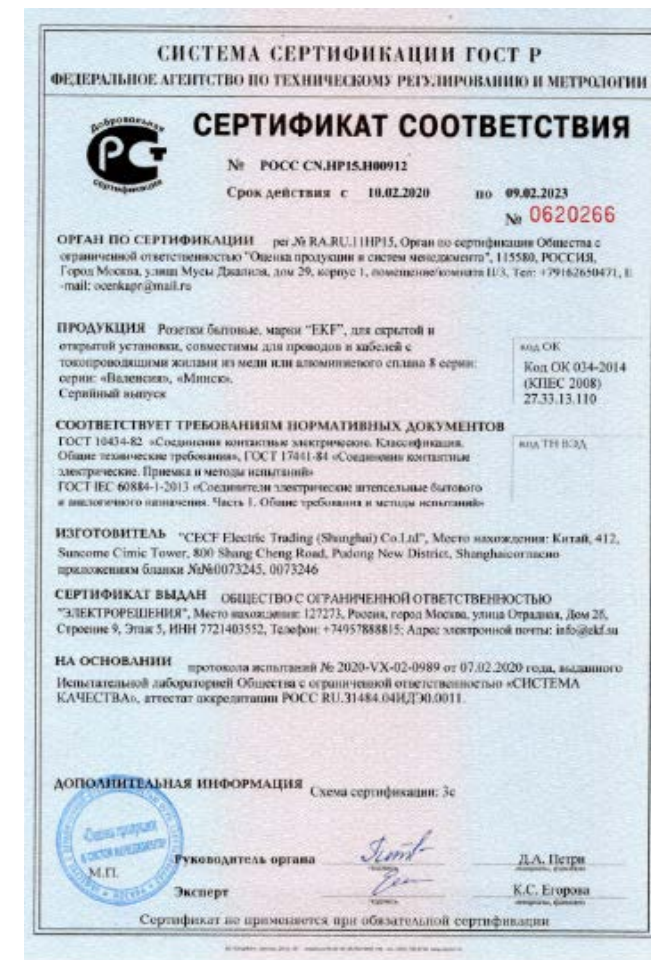 СИСТЕМА СЕРТИФИКАЦИИ ГОСТ Р
ФЕДЕРАЛЬНОЕ АГЕНТСТВО ПО ТЕХНИЧЕСКОМУ РЕГУЛИРОВАНИЮ И МЕТРОЛОГИИ
Добровольная
сертификация
СЕРТИФИКАТ СООТВЕТСТВИЯ
№ РОСС CN.НР15.Н00912
Срок действия с 10.02.2020 по 09.02.2023
№ 0620266
ОРГАН ПО СЕРТИФИКАЦИИ рег.№ RA.RU.11НР15, Орган по сертификации Общества с
ограниченной ответственностью "Оценка продукции и систем менеджмента", 115580, РОССИЯ,
Город Москва, улица Мусы Джалиля, дом 29, корпус 1, помещение/комната II/3, Тел: +79162650471, E
-mail: ocenkapr@mail.ru
ПРОДУКЦИЯ Розетки бытовые, марки "EKF", для скрытой и
открытой установки, совместимы для проводов и кабелей с
токопроводящими жилами из меди или алюминиевого сплава 8 серии:
серии: «Валенсия», «Минск».
Серийный выпуск
код ОК
Код ОК 034-2014
(КПЕС 2008)
27.33.13.110
СООТВЕТСТВУЕТ ТРЕБОВАНИЯМ НОРМАТИВНЫХ ДОКУМЕНТОВ
ГОСТ 10434-82 «Соединения контактные электрические. Классификация.
Общие технические требования», ГОСТ 17441-84 «Соединения контактные
электрические. Приемка и методы испытаний»
ГОСТ IEC 60884-1-2013 «Соединители электрические штепсельные бытового
и аналогичного назначения. Часть 1. Общие требования и методы испытаний»
код ТН ВЭД
ИЗГОТОВИТЕЛЬ "CECF Electric Trading (Shanghai) Co.Ltd", Место нахождения: Китай, 412,
Suncome Cimic Tower, 800 Shang Cheng Road, Pudong New District, Shanghaiсогласно
приложениям бланки №№0073245, 0073246
СЕРТИФИКАТ ВЫДАН ОБЩЕСТВО С ОГРАНИЧЕННОЙ ОТВЕТСТВЕННОСТЬЮ
"ЭЛЕКТРОРЕШЕНИЯ", Место нахождения: 127273, Россия, город Москва, улица Отрадная, Дом 2б,
Строение 9, Этаж 5, ИНН 7721403552, Телефон: +74957888815; Адрес электронной почты: info@ekf.su
НА ОСНОВАНИИ протокола испытаний № 2020-VX-02-0989 от 07.02.2020 года, выданного
Испытательной лабораторией Общества с ограниченной ответственностью «СИСТЕМА
КАЧЕСТВА», аттестат аккредитации РОСС RU.31484.04ИДЭ0.0011.
ДОПОЛНИТЕЛЬНАЯ ИНФОРМАЦИЯ Схема сертификации: 3с
«Оценка продукции
и систем менеджмента»
М.П.
Руководитель органа
подпись
Д.А. Петри
инициалы, фамилия
Эксперт
подпись
К.С. Егорова
инициалы, фамилия
Сертификат не применяется при обязательной сертификации